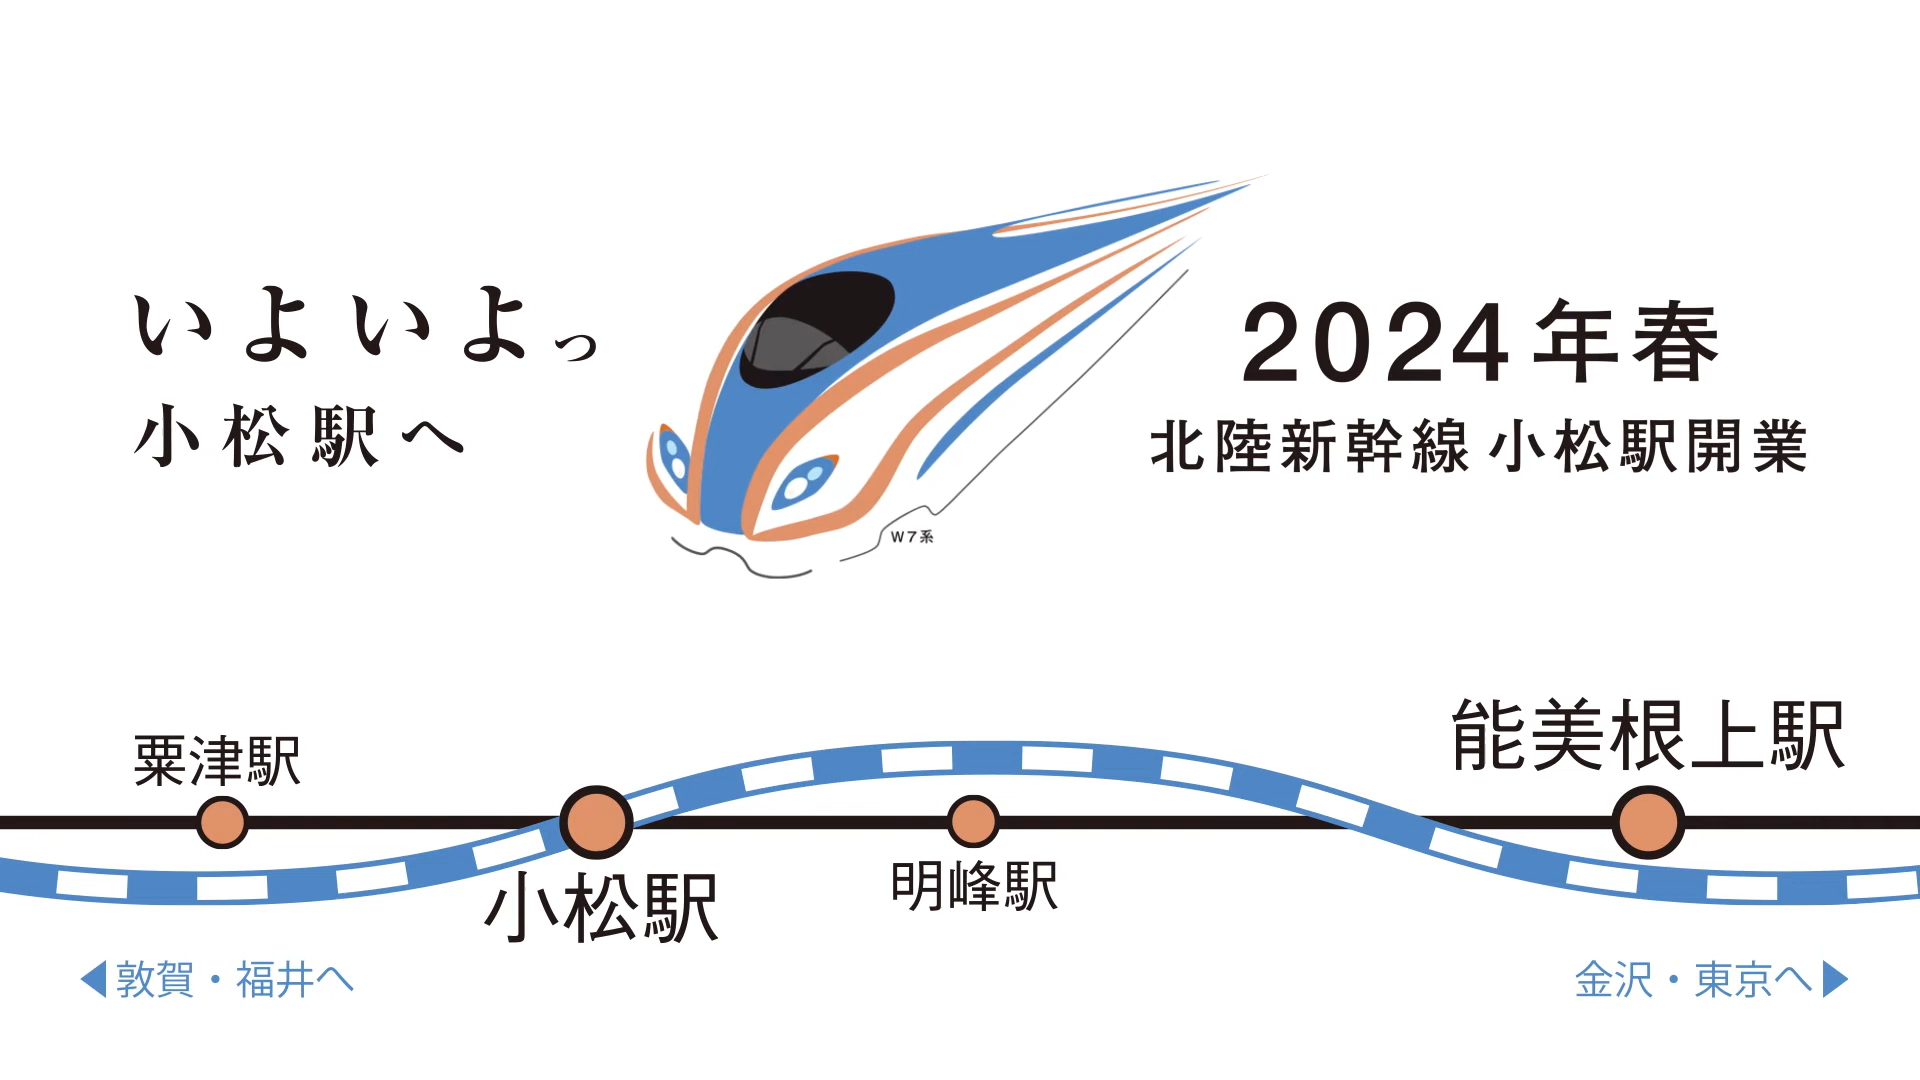 いよいよっ
小松駅へ
2024年春
北陸新幹線 小松駅開業
W7系
能美根上駅
粟津駅
小松駅
明峰駅
◀敦賀・福井へ
金沢・東京へ▶